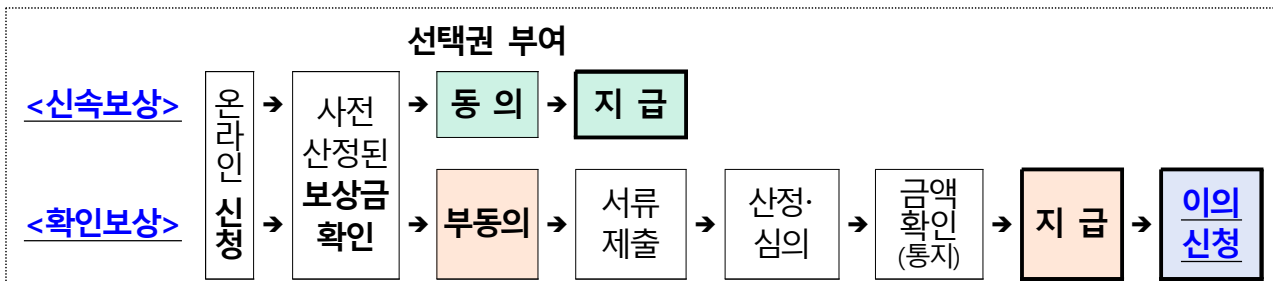 선택권 부여
<신속보상>
온라인 신청
사전
산정된
보상금
확인
➔ 동 의 ➔ 지 급
<확인보상>
➔ 부동의 ➔
서류
제출
➔
산정·
심의
➔
금액
확인
(통지)
➔ 지 급 ➔
이의
신청